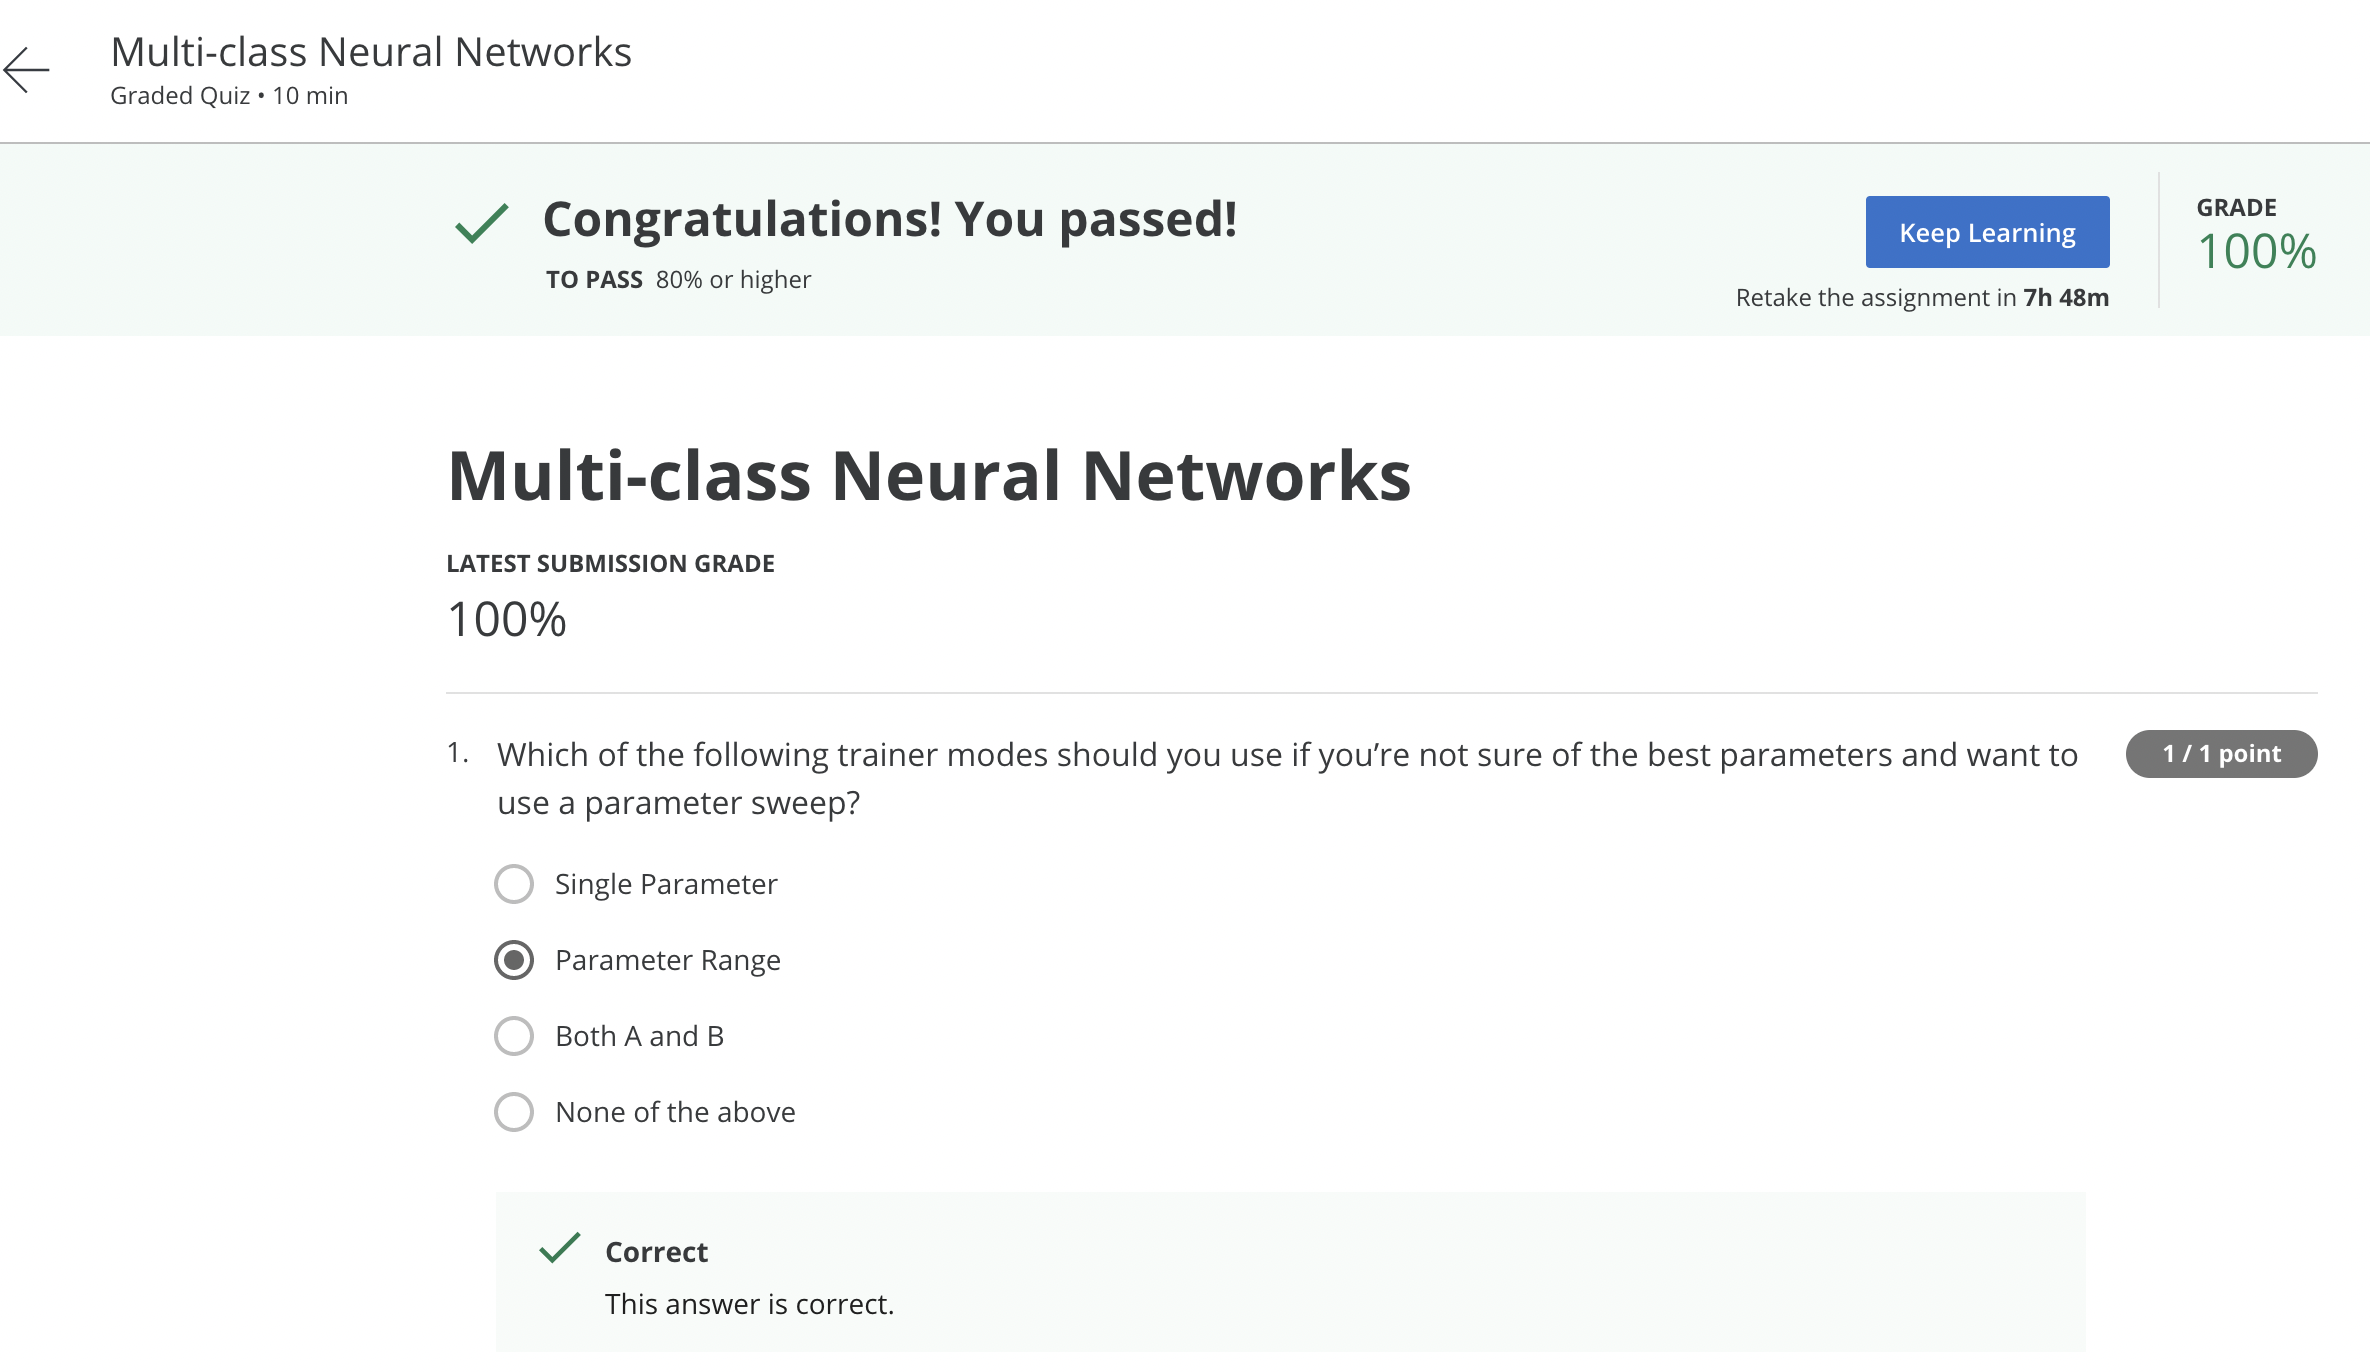 Multi-class Neural Networks
Graded Quiz • 10 min
Congratulations! You passed!
TO PASS 80% or higher
Keep Learning
Retake the assignment in 7h 48m
GRADE
100%
Multi-class Neural Networks
LATEST SUBMISSION GRADE
100%
1. Which of the following trainer modes should you use if you’re not sure of the best parameters and want to
use a parameter sweep?
1 / 1 point
Single Parameter
Parameter Range
Both A and B
None of the above
Correct
This answer is correct.